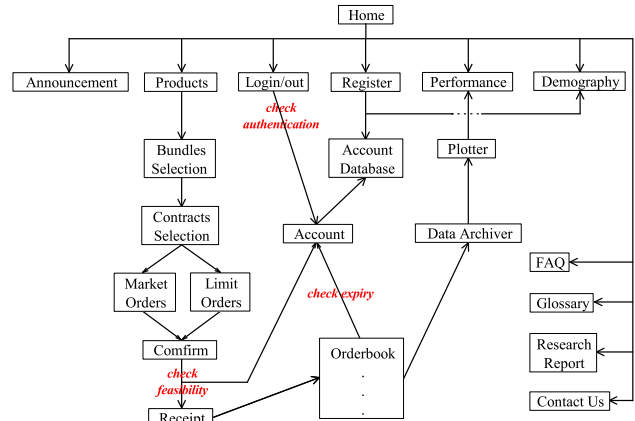 Home
Announcement
Products
Login/out
Register
Performance
Demography
check
authentication
Bundles
Selection
Account
Database
Plotter
Contracts
Selection
Account
Data Archiver
FAQ
Market
Orders
Limit
Orders
check expiry
Glossary
Comfirm
Orderbook
.
.
.
Research
Report
check
feasibility
Contact Us
Receipt